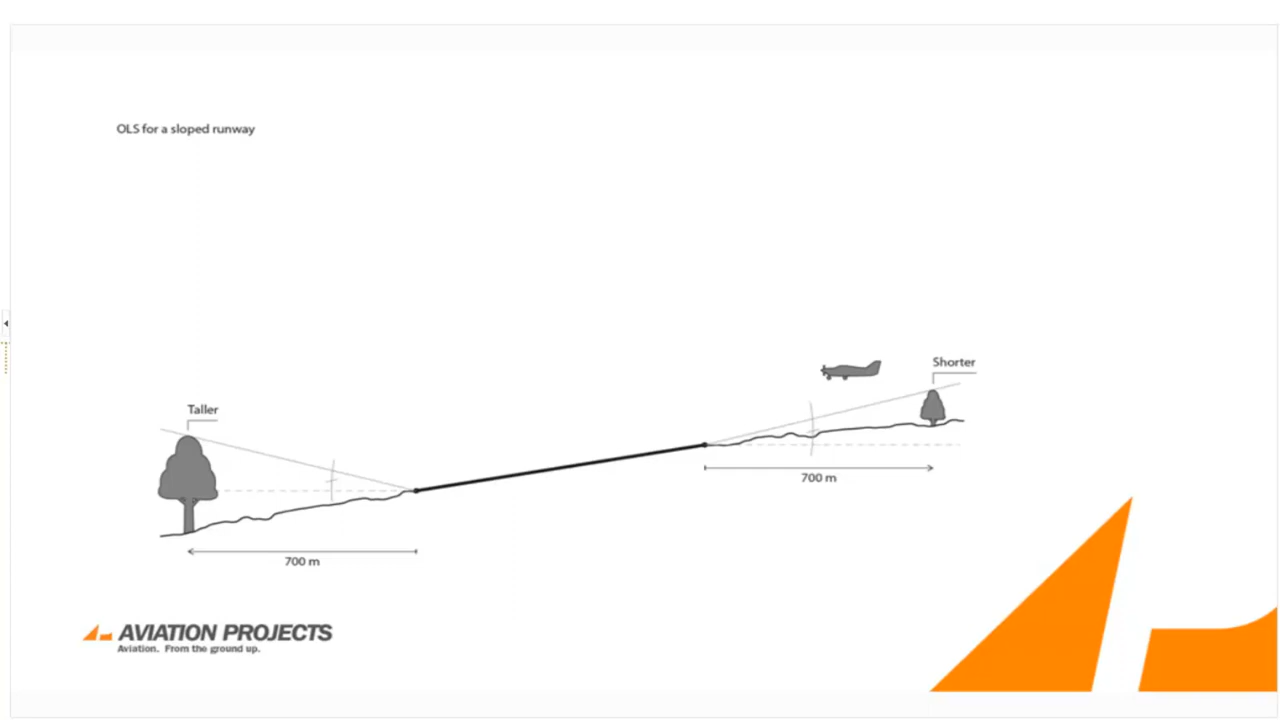 OLS for a sloped runway
Shorter
Taller
700 m
700 m
AVIATION PROJECTS
Aviation. From the ground up.